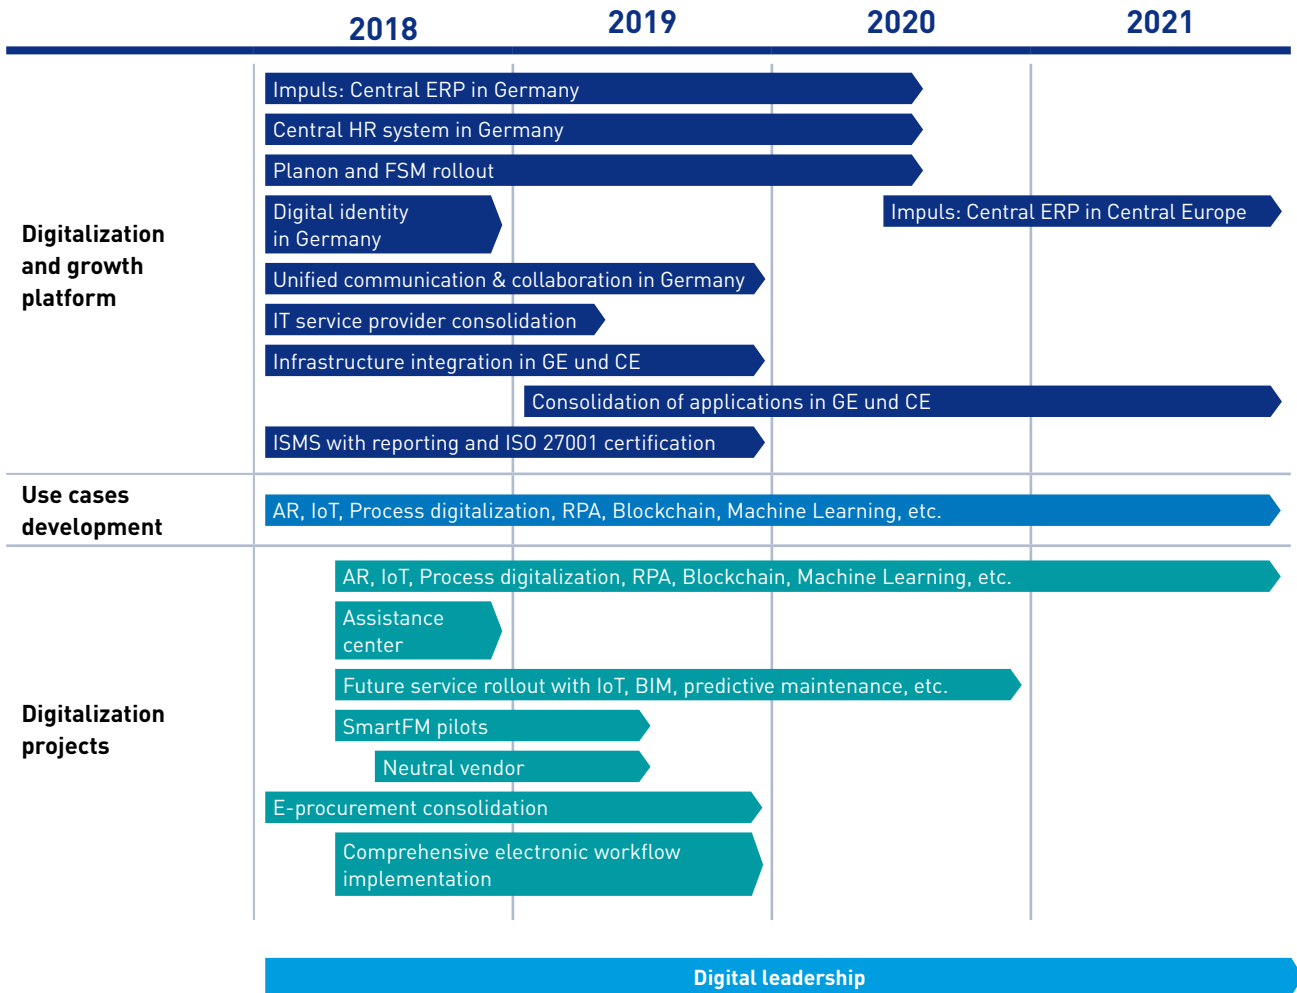 2018
2019
2020
2021
Digitalization
and growth
platform
Impuls: Central ERP in Germany
Central HR system in Germany
Planon and FSM rollout
Digital identity
in Germany
Impuls: Central ERP in Central Europe
Unified communication & collaboration in Germany
IT service provider consolidation
Infrastructure integration in GE und CE
Consolidation of applications in GE und CE
ISMS with reporting and ISO 27001 certification
Use cases
development
AR, IoT, Process digitalization, RPA, Blockchain, Machine Learning, etc.
Digitalization
projects
AR, IoT, Process digitalization, RPA, Blockchain, Machine Learning, etc.
Assistance
center
Future service rollout with IoT, BIM, predictive maintenance, etc.
SmartFM pilots
Neutral vendor
E-procurement consolidation
Comprehensive electronic workflow
implementation
Digital leadership